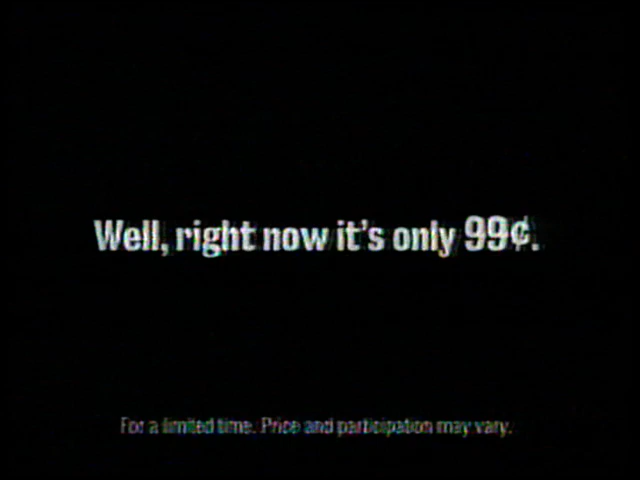 Well, right now it's only 99¢.
For a limited time. Price and participation may vary.